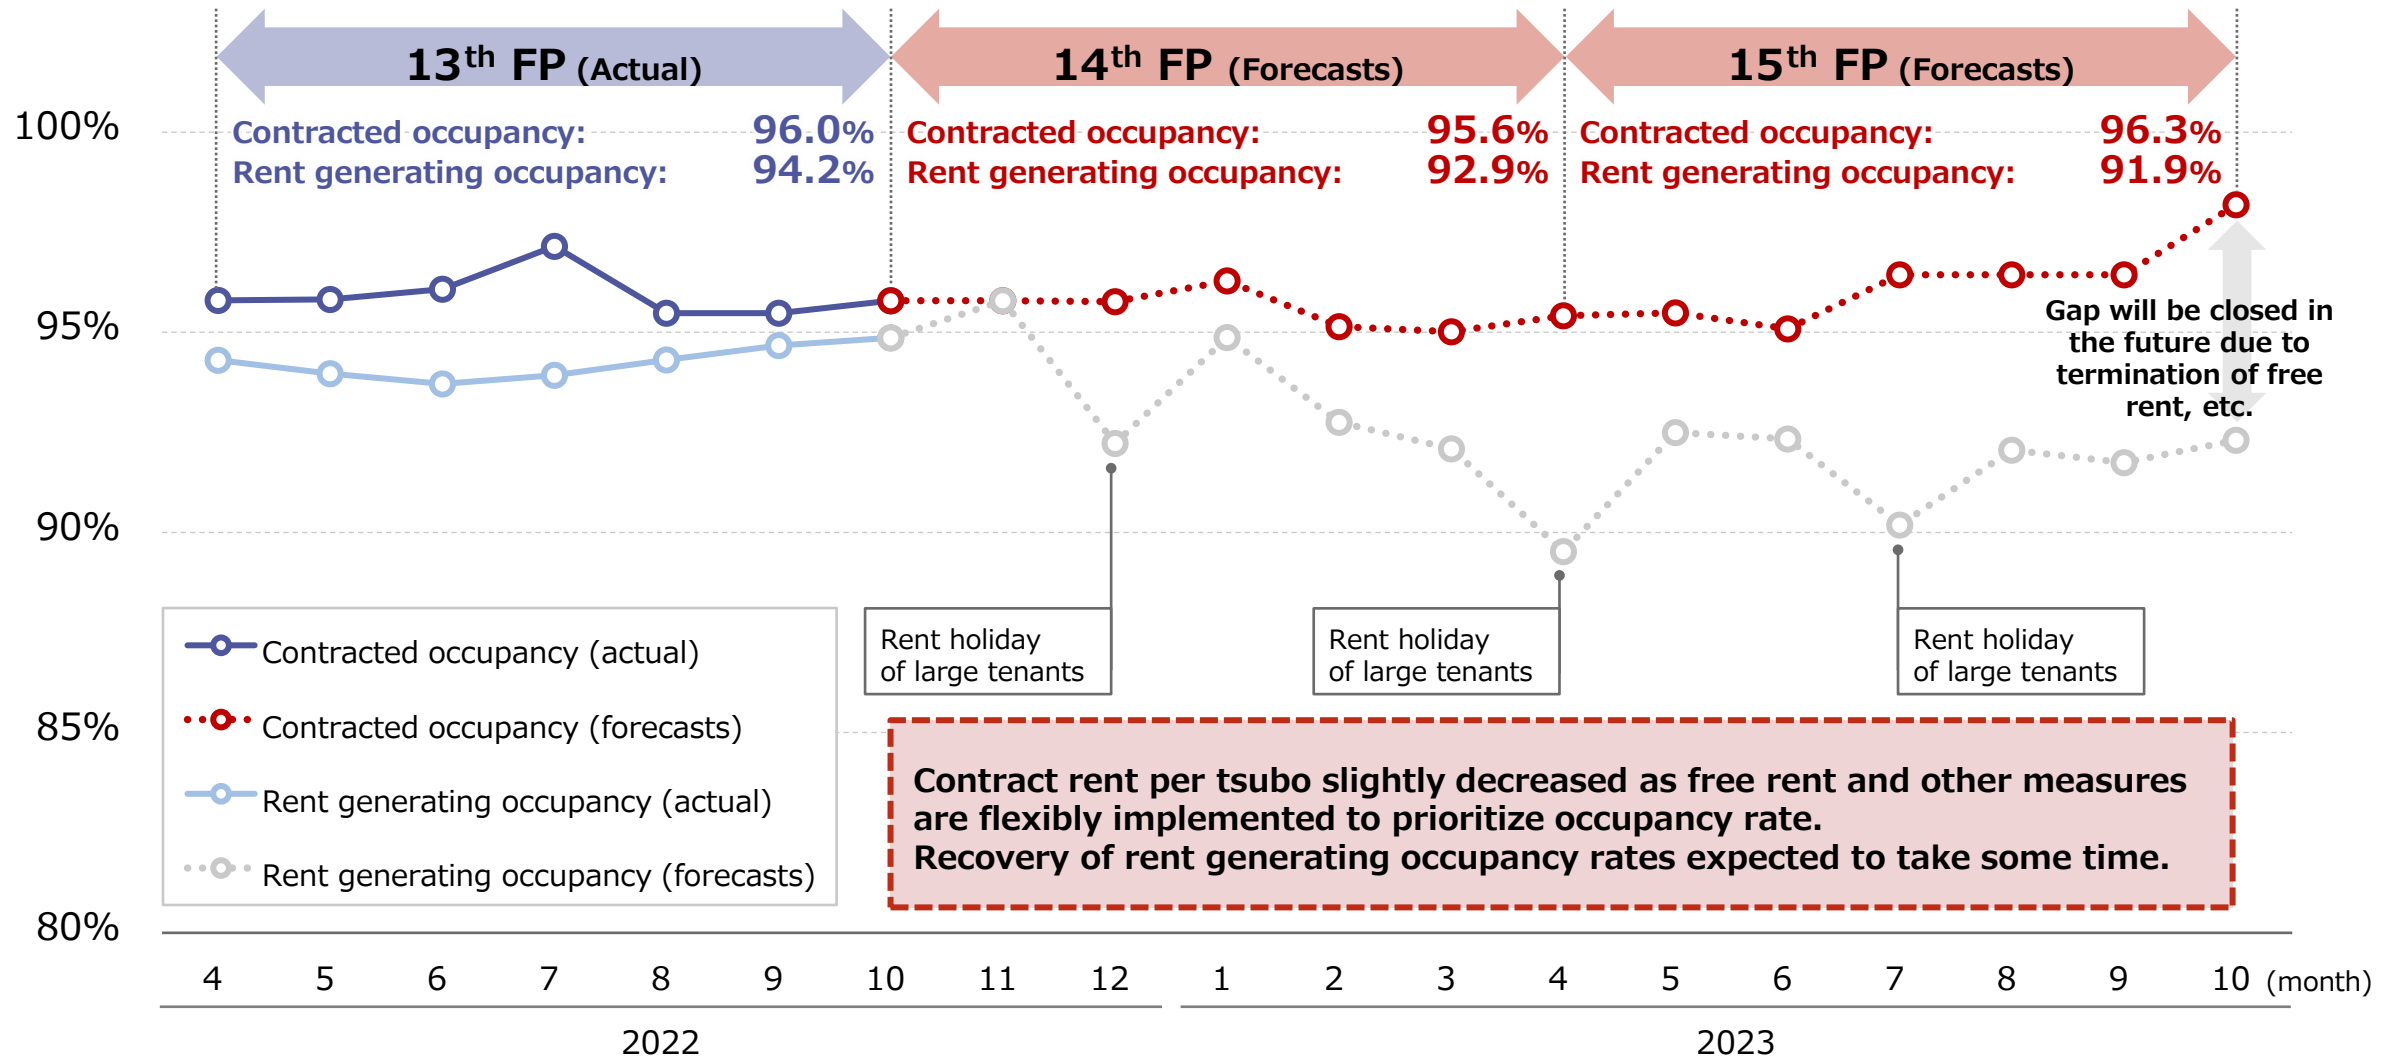 13th FP (Actual)
14th FP (Forecasts)
15th FP (Forecasts)
Contracted occupancy: 96.0%
Rent generating occupancy: 94.2%
Contracted occupancy: 95.6%
Rent generating occupancy: 92.9%
Contracted occupancy: 96.3%
Rent generating occupancy: 91.9%
100%
95%
90%
85%
80%
Gap will be closed in
the future due to
termination of free
rent, etc.
Rent holiday
of large tenants
Rent holiday
of large tenants
Rent holiday
of large tenants
Contracted occupancy (actual)
Contracted occupancy (forecasts)
Rent generating occupancy (actual)
Rent generating occupancy (forecasts)
Contract rent per tsubo slightly decreased as free rent and other measures
are flexibly implemented to prioritize occupancy rate.
Recovery of rent generating occupancy rates expected to take some time.
4 5 6 7 8 9 10 11 12 1 2 3 4 5 6 7 8 9 10 (month)
2022 2023